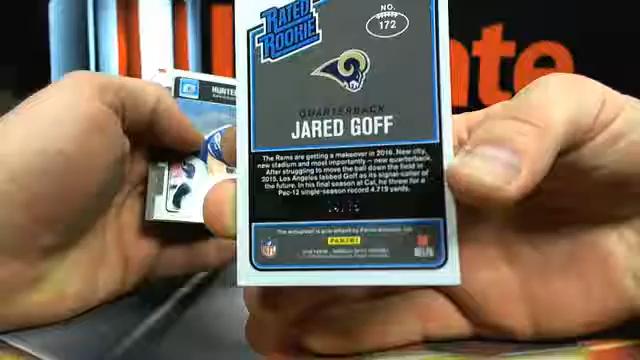 RATED
ROOKIE
NO.
172
HUNTER
QUARTERBACK
JARED GOFF
The Rams are getting a makeover in 2016. New city,
new stadium and most importantly – new quarterback.
After struggling to move the ball down the field in
2015, Los Angeles tabbed Goff as its signal-caller of
the future. In his final season at Cal, he threw for a
Pac-12 single-season record 4,719 yards.
PANINI
NFL